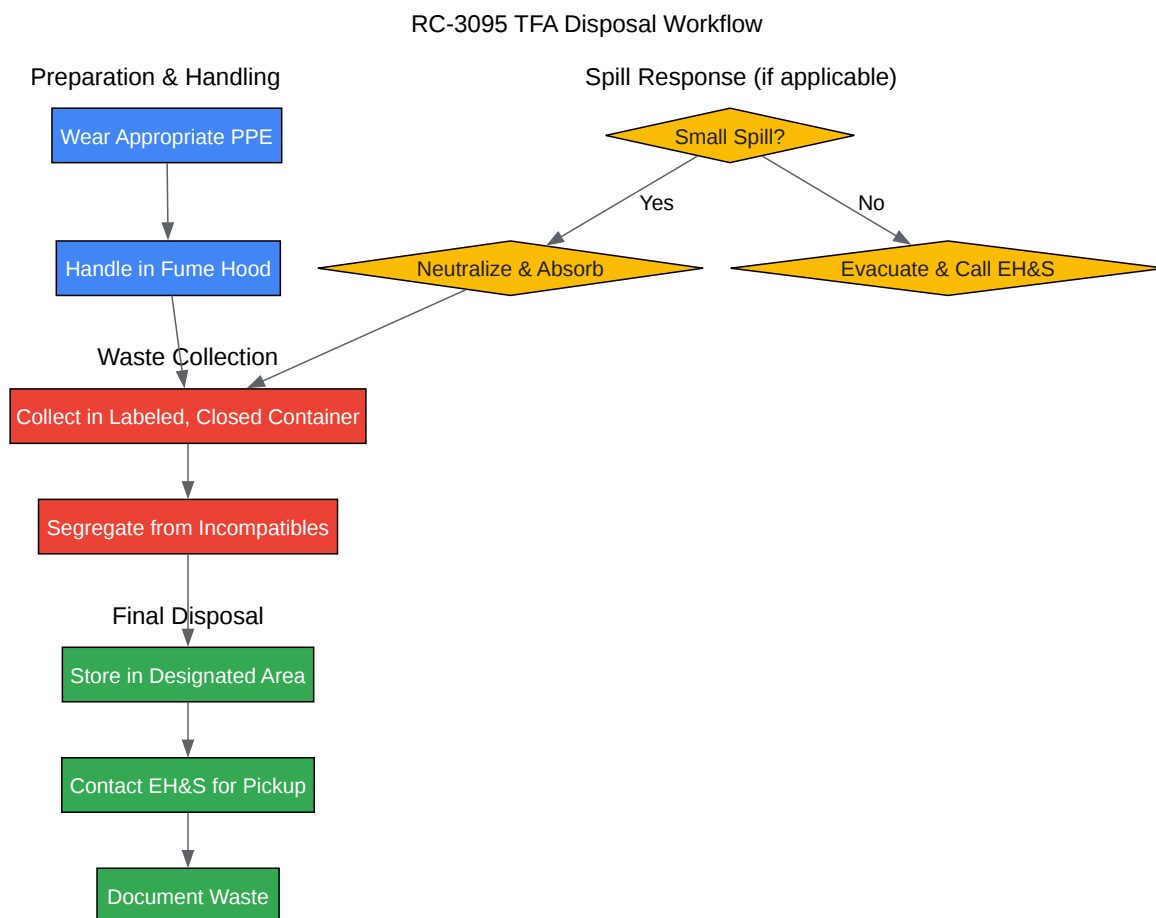 RC-3095 TFA Disposal Workflow
Preparation & Handling
Spill Response (if applicable)
Wear Appropriate PPE
Small Spill?
Yes
No
Handle in Fume Hood
Neutralize & Absorb
Evacuate & Call EH&S
Waste Collection
Collect in Labeled, Closed Container
Segregate from Incompatibles
Final Disposal
Store in Designated Area
Contact EH&S for Pickup
Document Waste